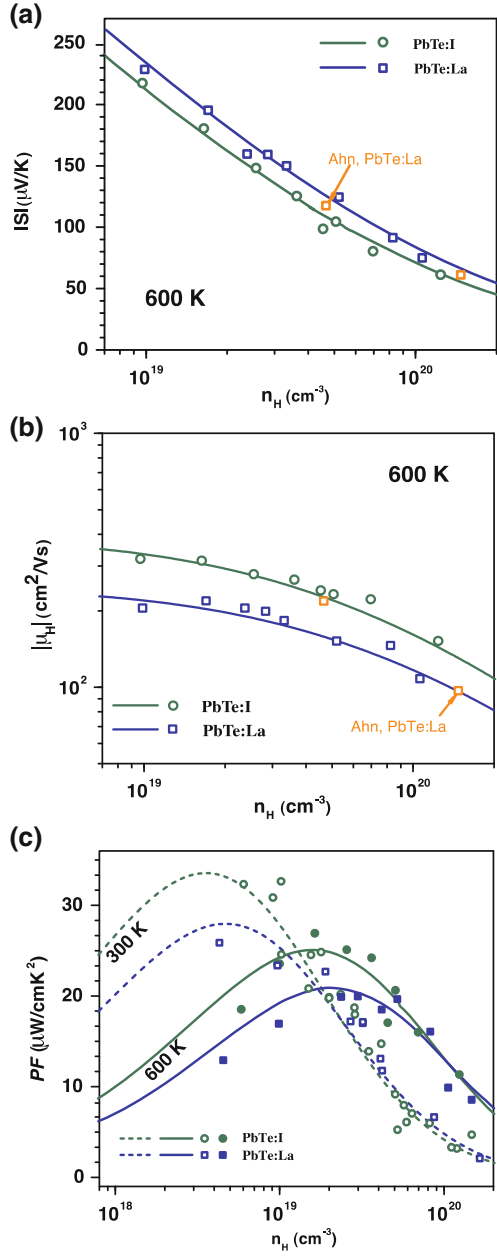 (a)
250
200
150
100
50
0
ISI(μV/K)
PbTe:I
PbTe:La
Ahn, PbTe:La
600 K
10^19
10^20
n_H (cm^-3)
(b)
10^3
10^2
|μ_H| (cm^2/Vs)
600 K
PbTe:I
PbTe:La
Ahn, PbTe:La
10^19
10^20
n_H (cm^-3)
(c)
30
20
10
0
PF (μW/cmK^2)
300 K
600 K
PbTe:I
PbTe:La
10^18
10^19
10^20
n_H (cm^-3)